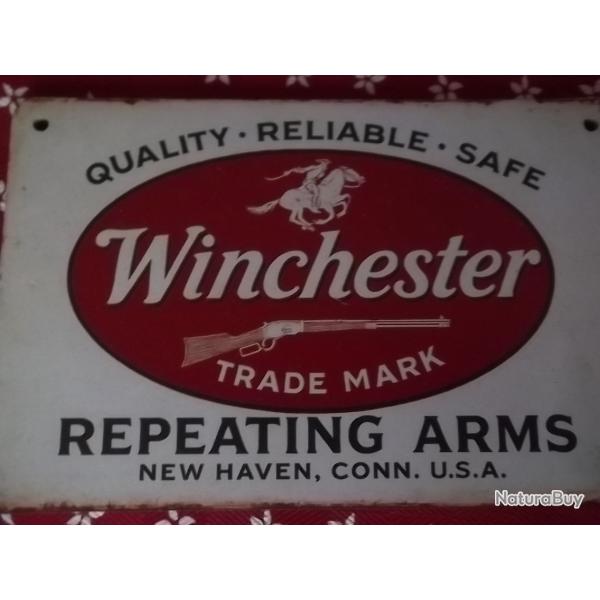 QUALITY · RELIABLE · SAFE
Winchester
TRADE MARK
REPEATING ARMS
NEW HAVEN, CONN. U.S.A.
NaturaBuy